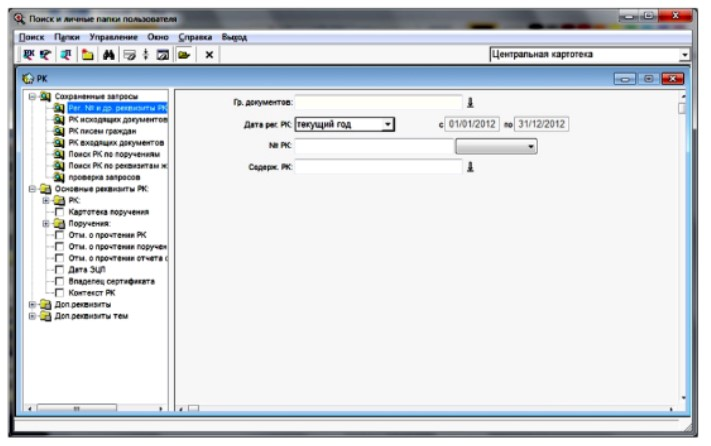 Поиск и личные папки пользователя
Поиск Папки Управление Окно Справка Выход
Центральная картотека
РК
Сохраненные запросы
Рег. № и др. реквизиты РК
РК исходящих документов
РК писем граждан
РК входящих документов
Поиск РК по поручениям
Поиск РК по реквизитам ж
проверка запросов
Основные реквизиты РК:
РК:
Картотека поручения
Поручения:
Отм. о прочтении РК
Отм. о прочтении поручен
Отм. о прочтении отчета с
Дата ЭЦП
Владелец сертификата
Контекст РК
Доп.реквизиты
Доп.реквизиты тем
Гр. документов:
Дата рег. РК: текущий год с 01/01/2012 по 31/12/2012
№ РК:
Содерж. РК: